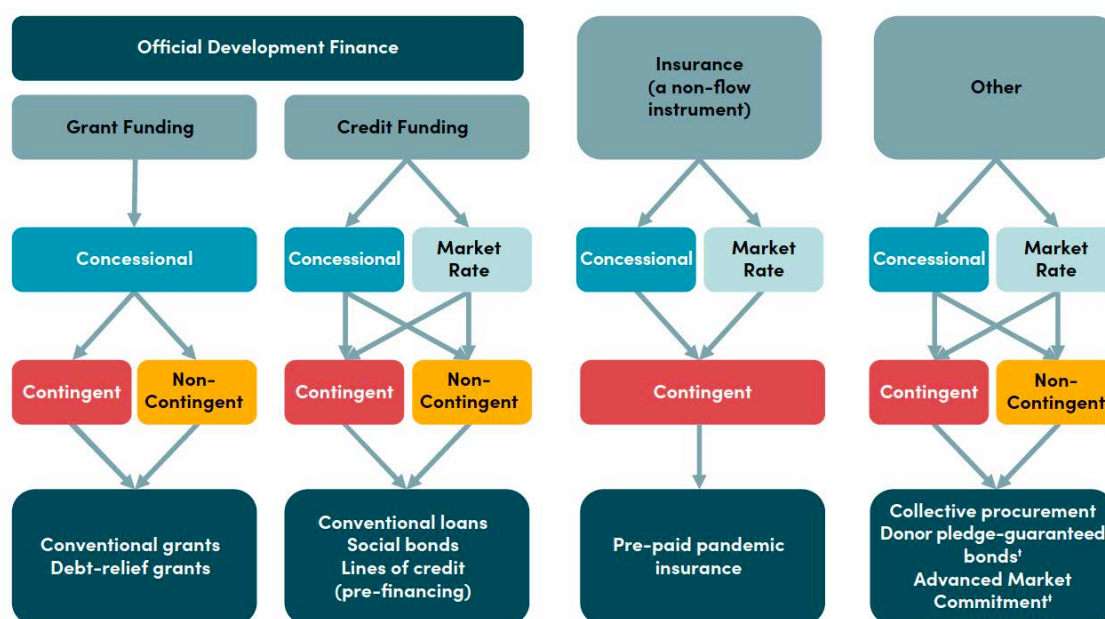 Official Development Finance
Grant Funding
Credit Funding
Insurance
(a non-flow
instrument)
Other
Concessional
Concessional
Market
Rate
Concessional
Market
Rate
Concessional
Market
Rate
Contingent
Non-
Contingent
Contingent
Non-
Contingent
Contingent
Contingent
Non-
Contingent
Conventional grants
Debt-relief grants
Conventional loans
Social bonds
Lines of credit
(pre-financing)
Pre-paid pandemic
insurance
Collective procurement
Donor pledge-guaranteed
bonds†
Advanced Market
Commitment†